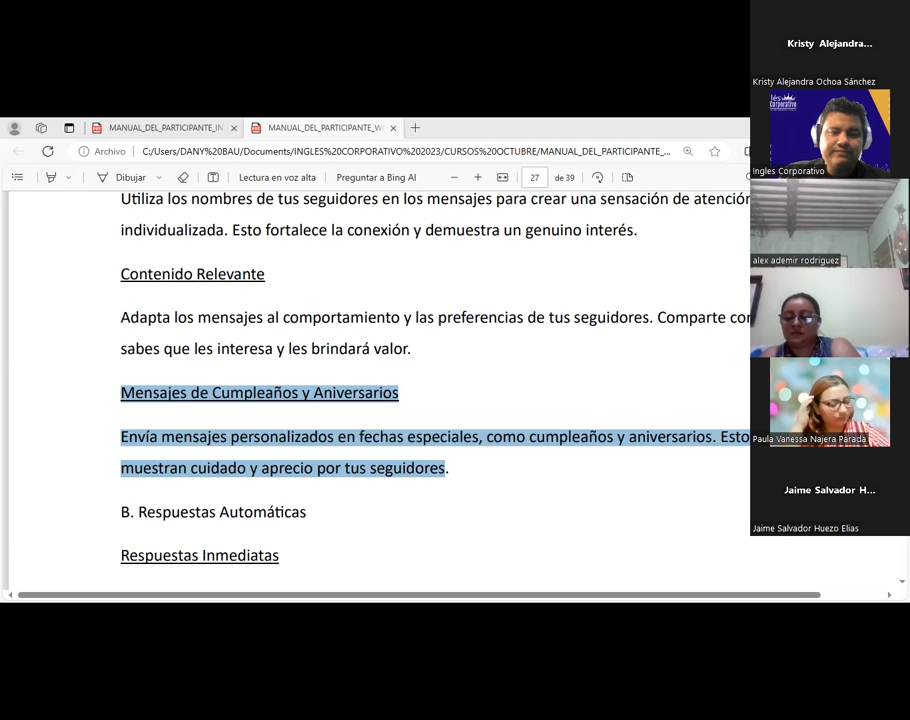 Kristy Alejandra...
Kristy Alejandra Ochoa Sánchez
Inglés Corporativo
Ingles Corporativo
alex ademir rodriguez
Paula Vanessa Najera Parada
Jaime Salvador H...
Jaime Salvador Huezo Elias
MANUAL_DEL_PARTICIPANTE_IN
MANUAL_DEL_PARTICIPANTE_W
Archivo
C:/Users/DANY%20BAU/Documents/INGLES%20CORPORATIVO%202023/CURSOS%20OCTUBRE/MANUAL_DEL_PARTICIPANTE_...
Dibujar
Lectura en voz alta
Preguntar a Bing AI
27
de 39
Utiliza los nombres de tus seguidores en los mensajes para crear una sensación de atención
individualizada. Esto fortalece la conexión y demuestra un genuino interés.
Contenido Relevante
Adapta los mensajes al comportamiento y las preferencias de tus seguidores. Comparte con
sabes que les interesa y les brindará valor.
Mensajes de Cumpleaños y Aniversarios
Envía mensajes personalizados en fechas especiales, como cumpleaños y aniversarios. Esto
muestran cuidado y aprecio por tus seguidores.
B. Respuestas Automáticas
Respuestas Inmediatas